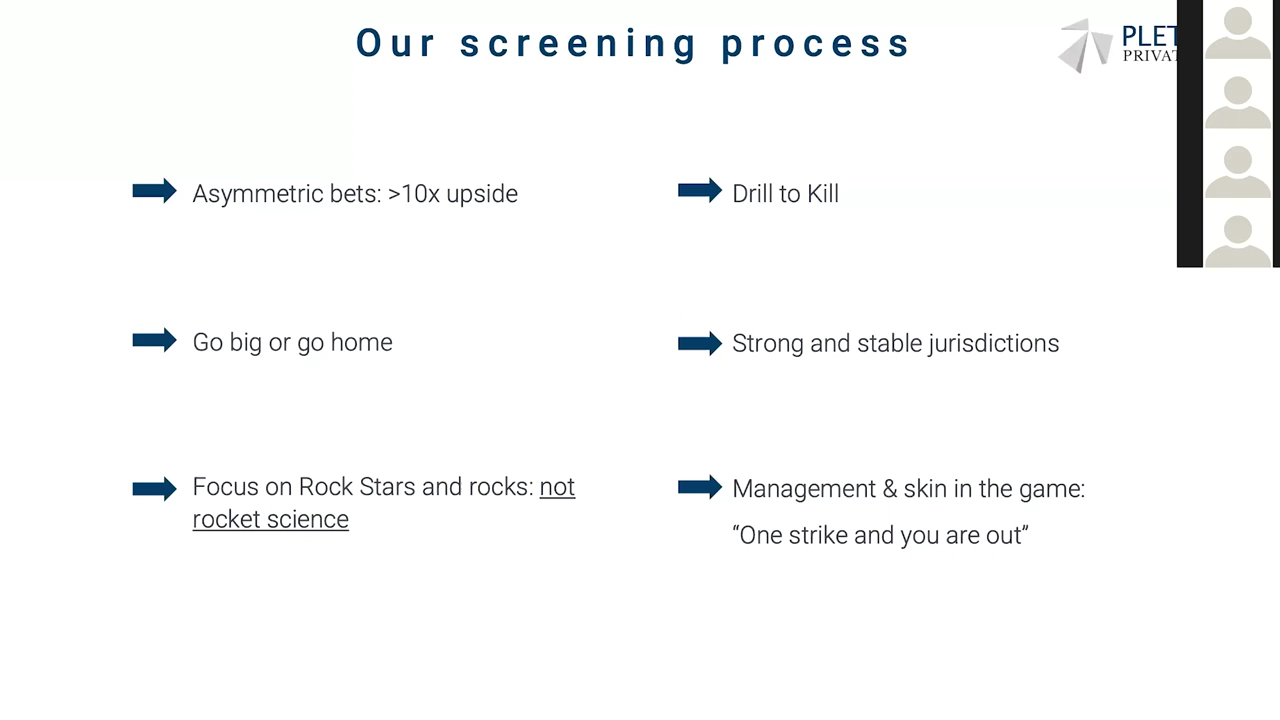 Our screening process
Asymmetric bets: >10x upside
Drill to Kill
Go big or go home
Strong and stable jurisdictions
Focus on Rock Stars and rocks: not
rocket science
Management & skin in the game:
“One strike and you are out”